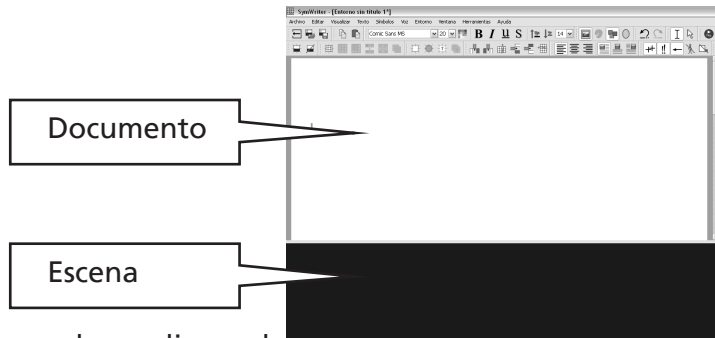 SymWriter - [Entorno sin título 1*]
Archivo Editar Visualizar Texto Símbolos Voz Entorno Ventana Herramientas Ayuda
Comic Sans MS 20 B I U S 14
Documento
Escena